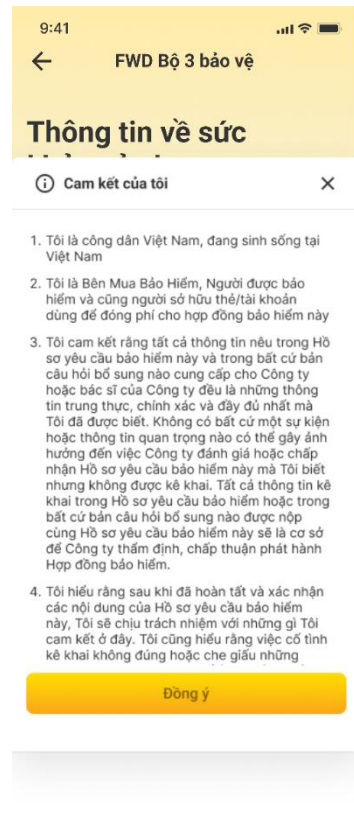 9:41
FWD Bộ 3 bảo vệ
Thông tin về sức
Cam kết của tôi
1. Tôi là công dân Việt Nam, đang sinh sống tại
Việt Nam
2. Tôi là Bên Mua Bảo Hiểm, Người được bảo
hiểm và cũng người sở hữu thẻ/tài khoản
dùng để đóng phí cho hợp đồng bảo hiểm này
3. Tôi cam kết rằng tất cả thông tin nêu trong Hồ
sơ yêu cầu bảo hiểm này và trong bất cứ bản
câu hỏi bổ sung nào cung cấp cho Công ty
hoặc bác sĩ của Công ty đều là những thông
tin trung thực, chính xác và đầy đủ nhất mà
Tôi đã được biết. Không có bất cứ một sự kiện
hoặc thông tin quan trọng nào có thể gây ảnh
hưởng đến việc Công ty đánh giá hoặc chấp
nhận Hồ sơ yêu cầu bảo hiểm này mà Tôi biết
nhưng không được kê khai. Tất cả thông tin kê
khai trong Hồ sơ yêu cầu bảo hiểm hoặc trong
bất cứ bản câu hỏi bổ sung nào được nộp
cùng Hồ sơ yêu cầu bảo hiểm này sẽ là cơ sở
để Công ty thẩm định, chấp thuận phát hành
Hợp đồng bảo hiểm.
4. Tôi hiểu rằng sau khi đã hoàn tất và xác nhận
các nội dung của Hồ sơ yêu cầu bảo hiểm
này, Tôi sẽ chịu trách nhiệm với những gì Tôi
cam kết ở đây. Tôi cũng hiểu rằng việc cố tình
kê khai không đúng hoặc che giấu những
Đồng ý